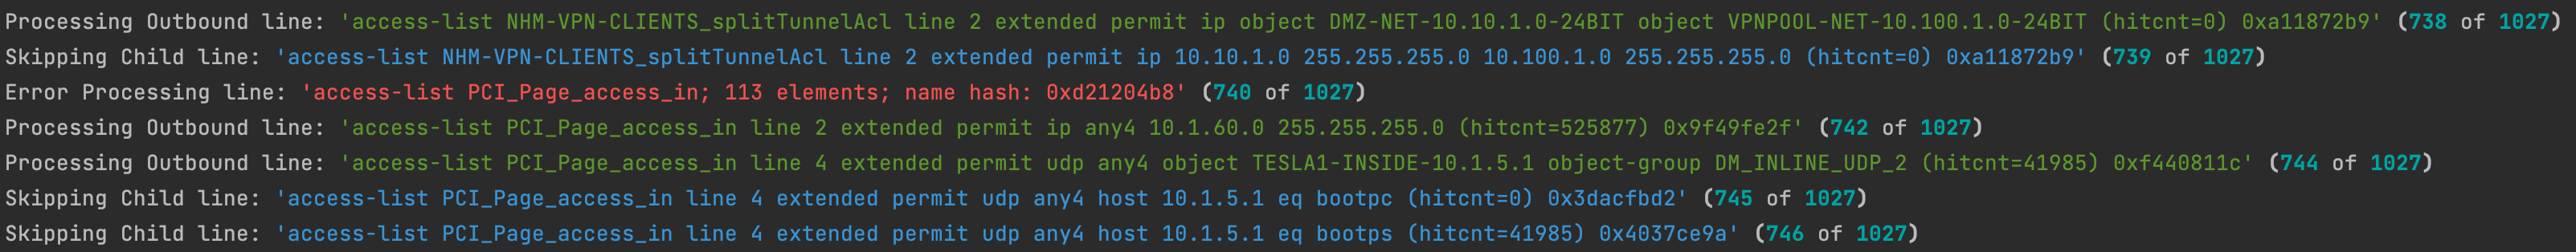 Processing Outbound line: 'access-list NHM-VPN-CLIENTS_splitTunnelAcl line 2 extended permit ip object DMZ-NET-10.10.1.0-24BIT object VPNPOOL-NET-10.100.1.0-24BIT (hitcnt=0) 0xa11872b9' (738 of 1027)
Skipping Child line: 'access-list NHM-VPN-CLIENTS_splitTunnelAcl line 2 extended permit ip 10.10.1.0 255.255.255.0 10.100.1.0 255.255.255.0 (hitcnt=0) 0xa11872b9' (739 of 1027)
Error Processing line: 'access-list PCI_Page_access_in; 113 elements; name hash: 0xd21204b8' (740 of 1027)
Processing Outbound line: 'access-list PCI_Page_access_in line 2 extended permit ip any4 10.1.60.0 255.255.255.0 (hitcnt=525877) 0x9f49fe2f' (742 of 1027)
Processing Outbound line: 'access-list PCI_Page_access_in line 4 extended permit udp any4 object TESLA1-INSIDE-10.1.5.1 object-group DM_INLINE_UDP_2 (hitcnt=41985) 0xf440811c' (744 of 1027)
Skipping Child line: 'access-list PCI_Page_access_in line 4 extended permit udp any4 host 10.1.5.1 eq bootpc (hitcnt=0) 0x3dacfbd2' (745 of 1027)
Skipping Child line: 'access-list PCI_Page_access_in line 4 extended permit udp any4 host 10.1.5.1 eq bootps (hitcnt=41985) 0x4037ce9a' (746 of 1027)